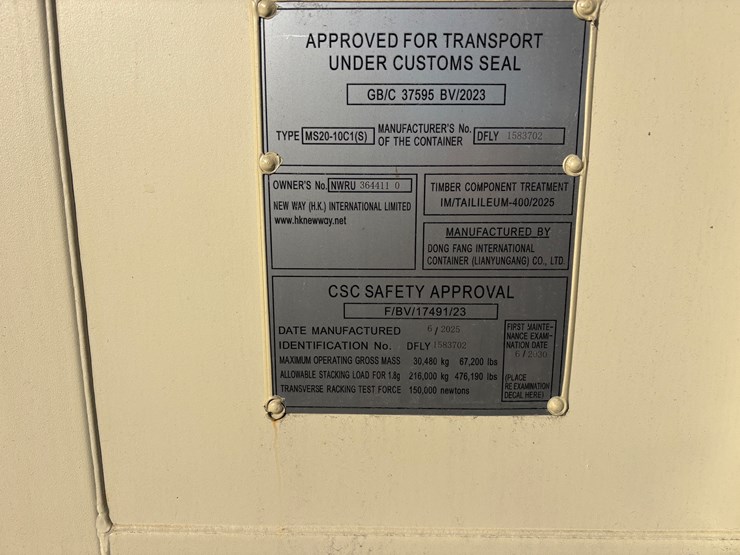 APPROVED FOR TRANSPORT
UNDER CUSTOMS SEAL
GB/C 37595 BV/2023
TYPE MS20-10C1(S) MANUFACTURER'S No. OF THE CONTAINER DFLY 1583702
OWNER'S No. NWRU 364411 0
NEW WAY (H.K.) INTERNATIONAL LIMITED
www.hknewway.net
TIMBER COMPONENT TREATMENT
IM/TAILILEUM-400/2025
MANUFACTURED BY
DONG FANG INTERNATIONAL
CONTAINER (LIANYUNGANG) CO., LTD.
CSC SAFETY APPROVAL
F/BV/17491/23
DATE MANUFACTURED 6 / 2025
IDENTIFICATION No. DFLY 1583702
MAXIMUM OPERATING GROSS MASS 30,480 kg 67,200 lbs
ALLOWABLE STACKING LOAD FOR 1.8g 216,000 kg 476,190 lbs
TRANSVERSE RACKING TEST FORCE 150,000 newtons
FIRST MAINTE-
NANCE EXAMI-
NATION DATE
6 / 2030
(PLACE
RE EXAMINATION
DECAL HERE)